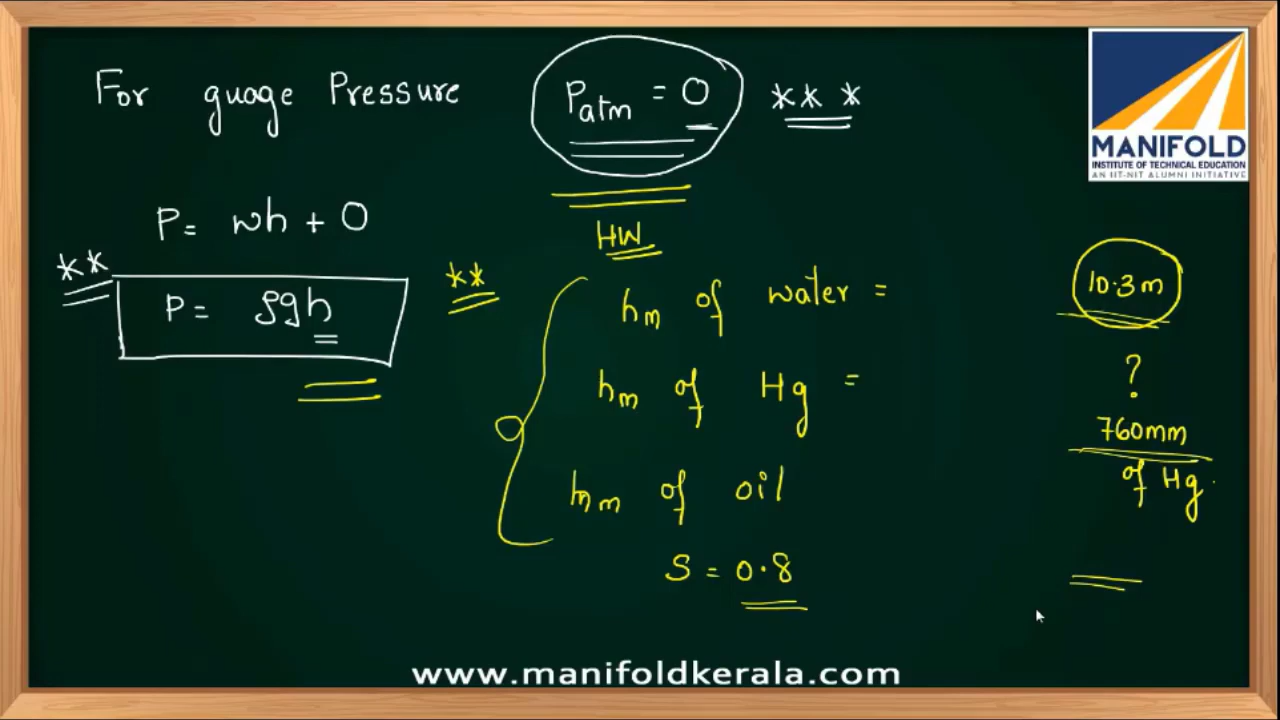 For guage Pressure Patm = 0 ** *
MANIFOLD
INSTITUTE OF TECHNICAL EDUCATION
AN IIT-NIT ALUMNI INITIATIVE
P = wh + 0
** P = ρgh
HW
** hm of water = 10.3m
hm of Hg = ?
760mm
of Hg.
hm of oil
S = 0.8
www.manifoldkerala.com